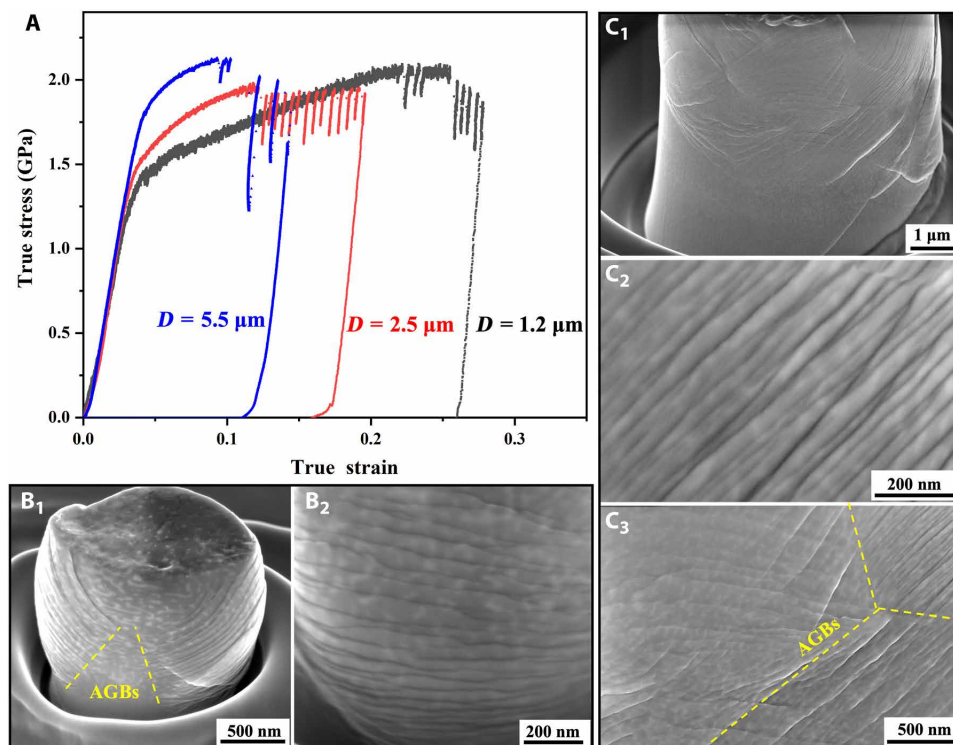 A
True stress (GPa)
2.0
1.5
1.0
0.5
0.0
0.0
0.1
0.2
0.3
True strain
D = 5.5 μm
D = 2.5 μm
D = 1.2 μm
B1
AGBs
500 nm
B2
200 nm
C1
1 μm
C2
200 nm
C3
AGBs
500 nm